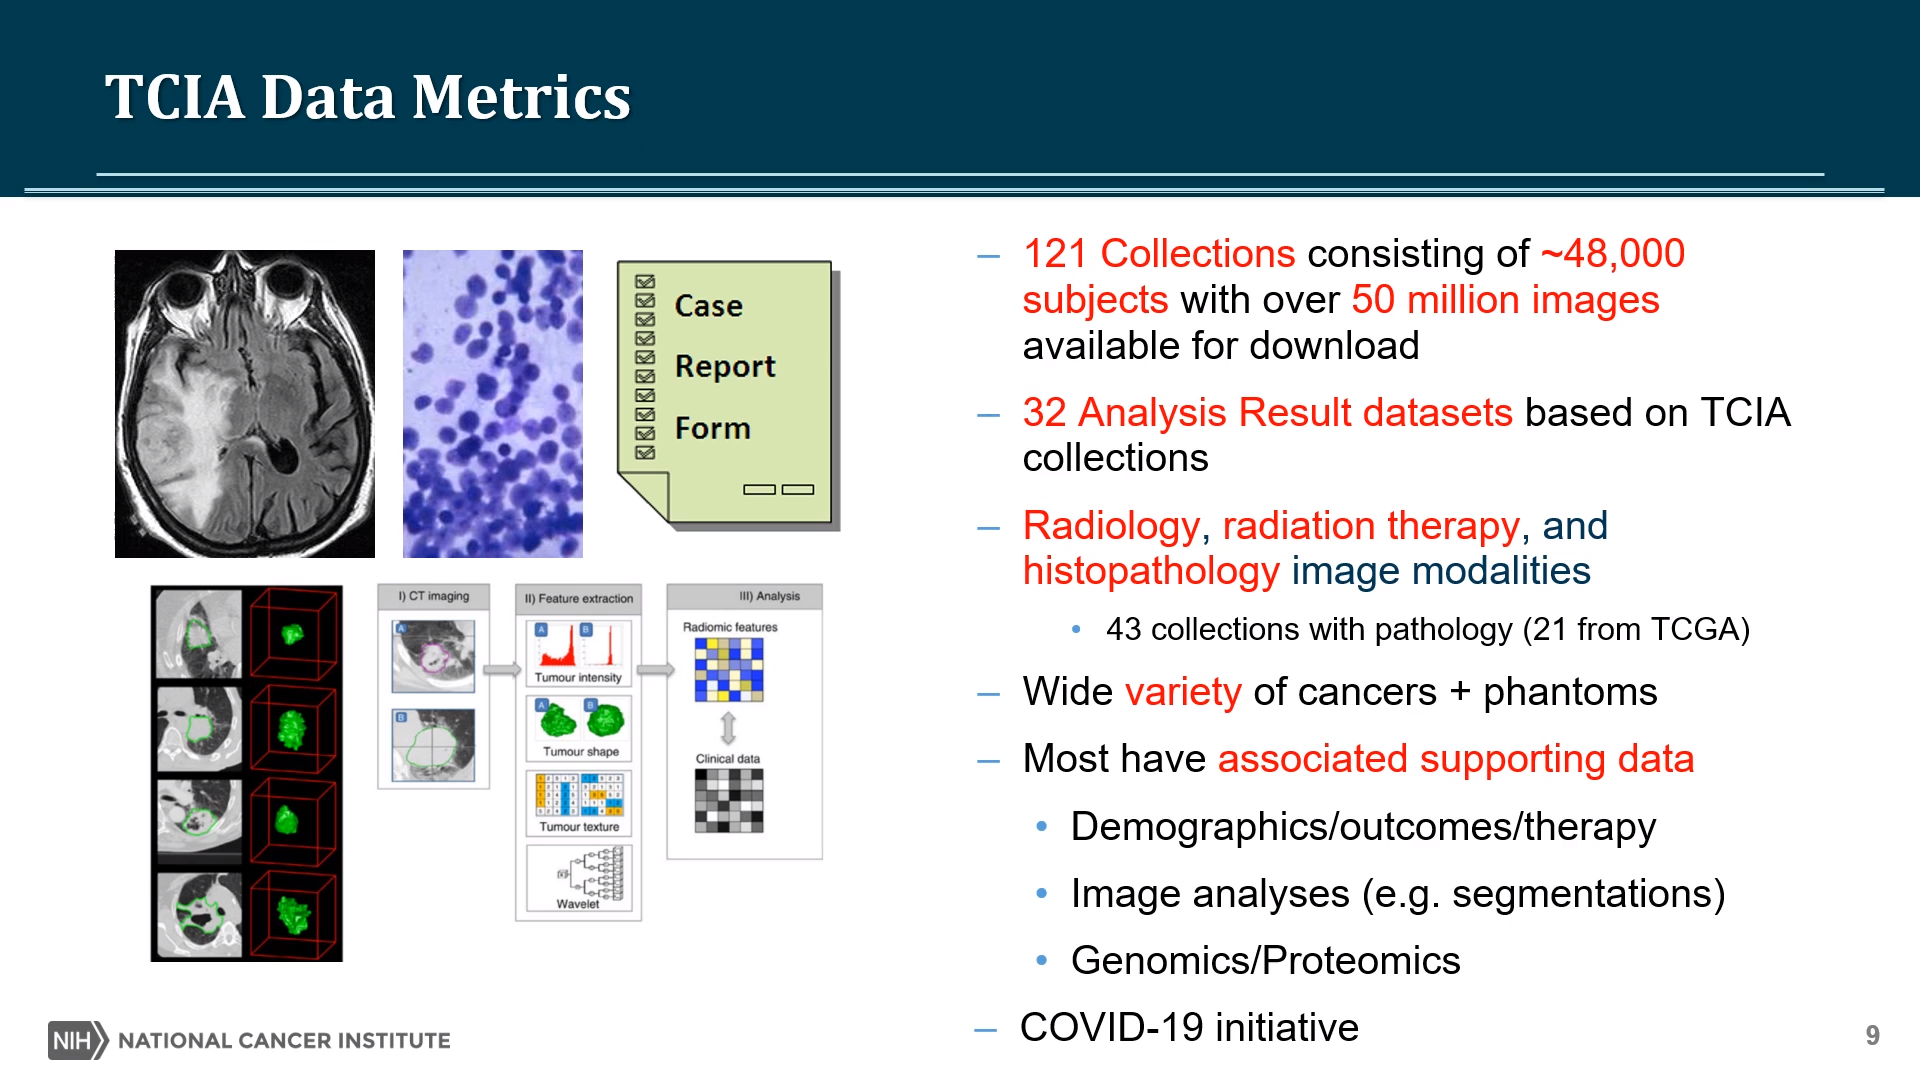 TCIA Data Metrics
Case
Report
Form
I) CT imaging
A
B
II) Feature extraction
A B
Tumour intensity
A B
Tumour shape
Tumour texture
Wavelet
III) Analysis
Radiomic features
Clinical data
– 121 Collections consisting of ~48,000
subjects with over 50 million images
available for download
– 32 Analysis Result datasets based on TCIA
collections
– Radiology, radiation therapy, and
histopathology image modalities
• 43 collections with pathology (21 from TCGA)
– Wide variety of cancers + phantoms
– Most have associated supporting data
• Demographics/outcomes/therapy
• Image analyses (e.g. segmentations)
• Genomics/Proteomics
– COVID-19 initiative
NIH NATIONAL CANCER INSTITUTE
9